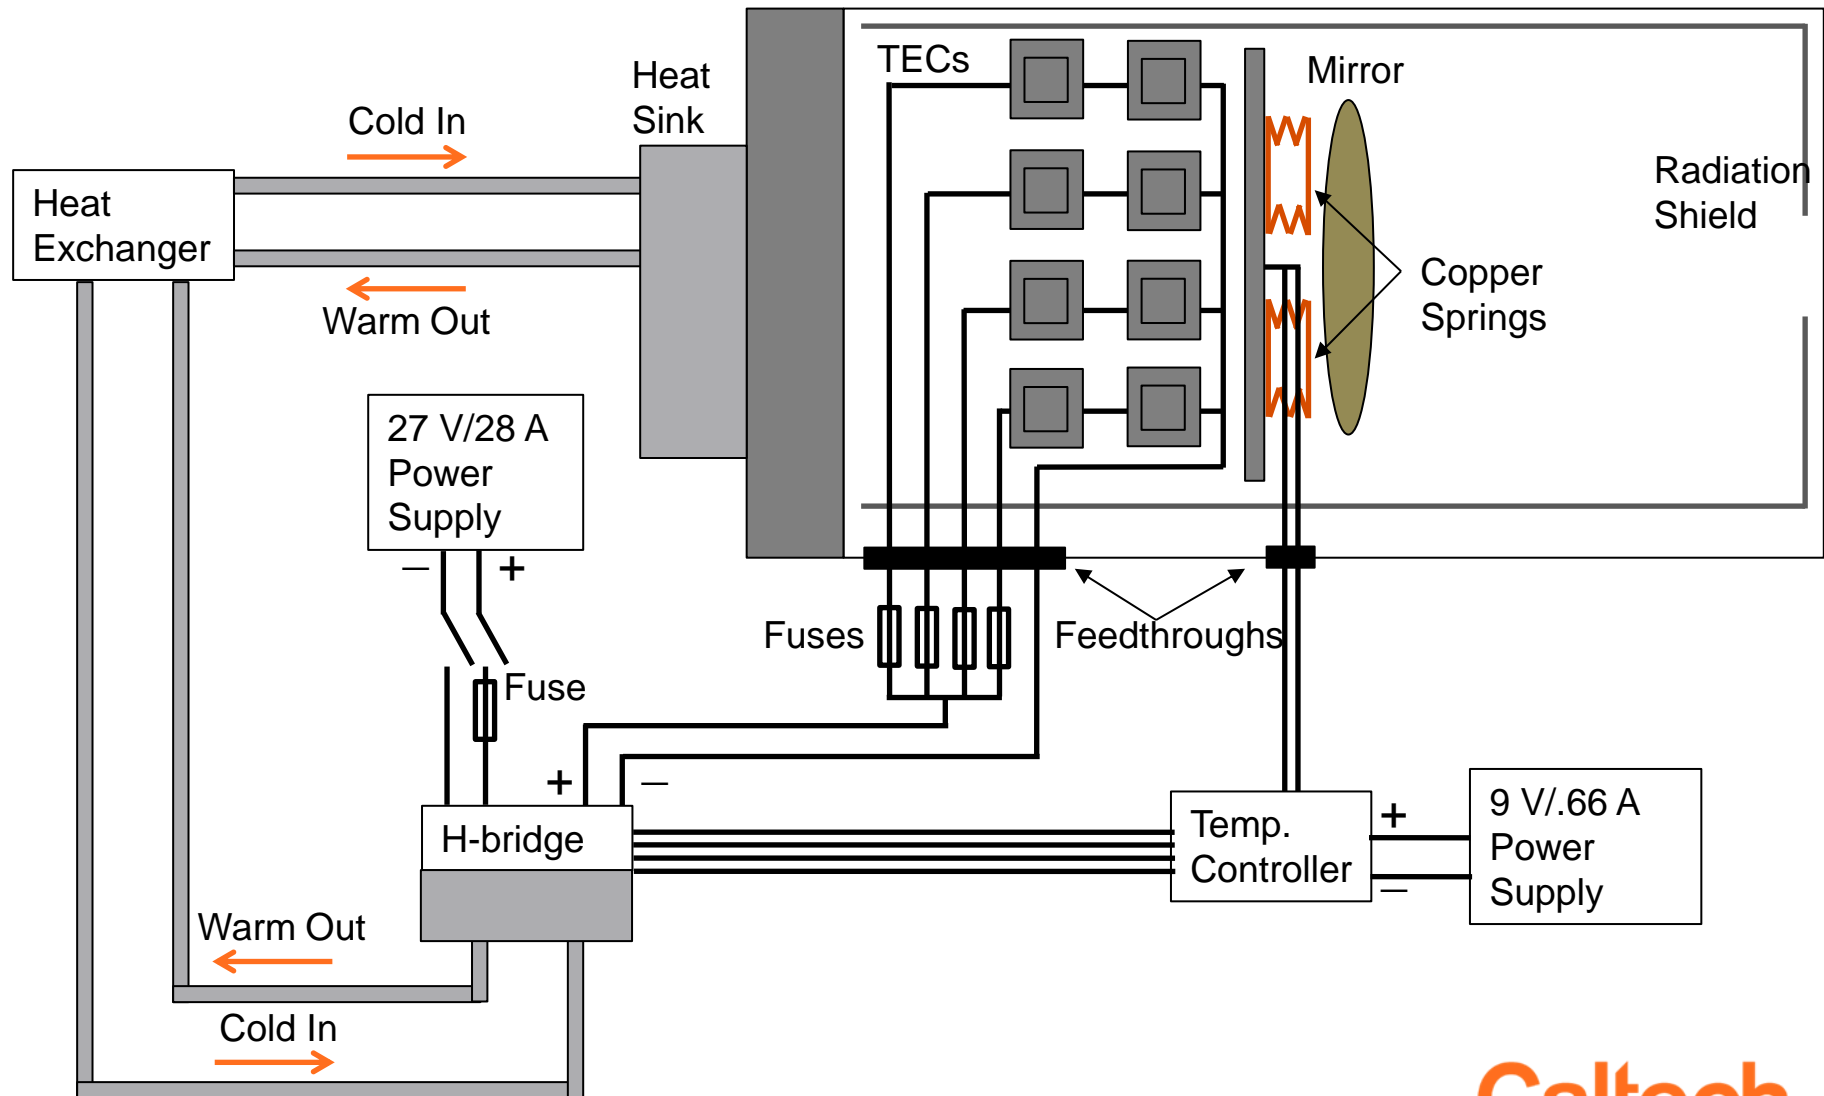 TECs
Mirror
Heat
Sink
Cold In
Radiation
Shield
Heat
Exchanger
Copper
Springs
Warm Out
27 V/28 A
Power
Supply
– +
Fuses
Feedthroughs
Fuse
+ –
9 V/.66 A
Power
Supply
+
–
Temp.
Controller
H-bridge
Warm Out
Cold In
Caltech